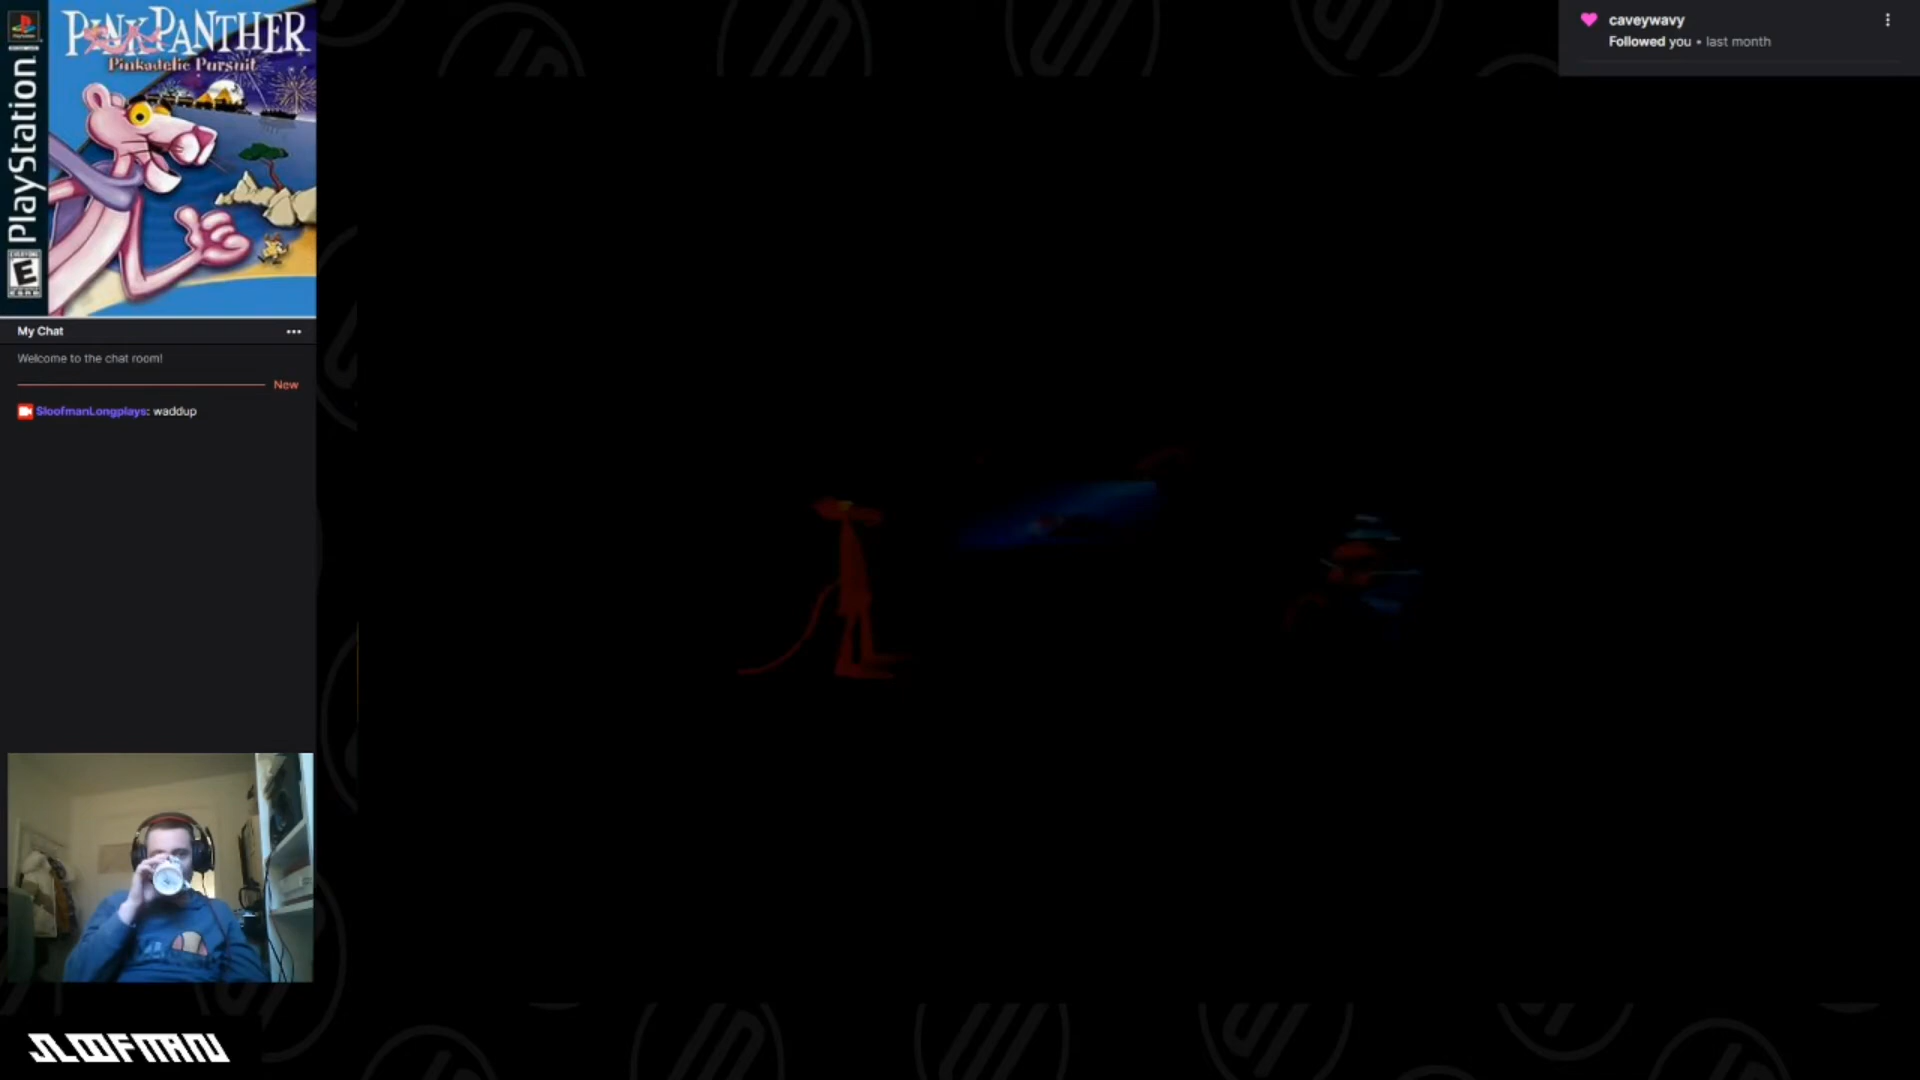 PINK PANTHER
Pinkadelic Pursuit
PlayStation
E
My Chat
Welcome to the chat room!
New
SloofmanLongplays: waddup
caveywavy
Followed you • last month
SLOOFMAN